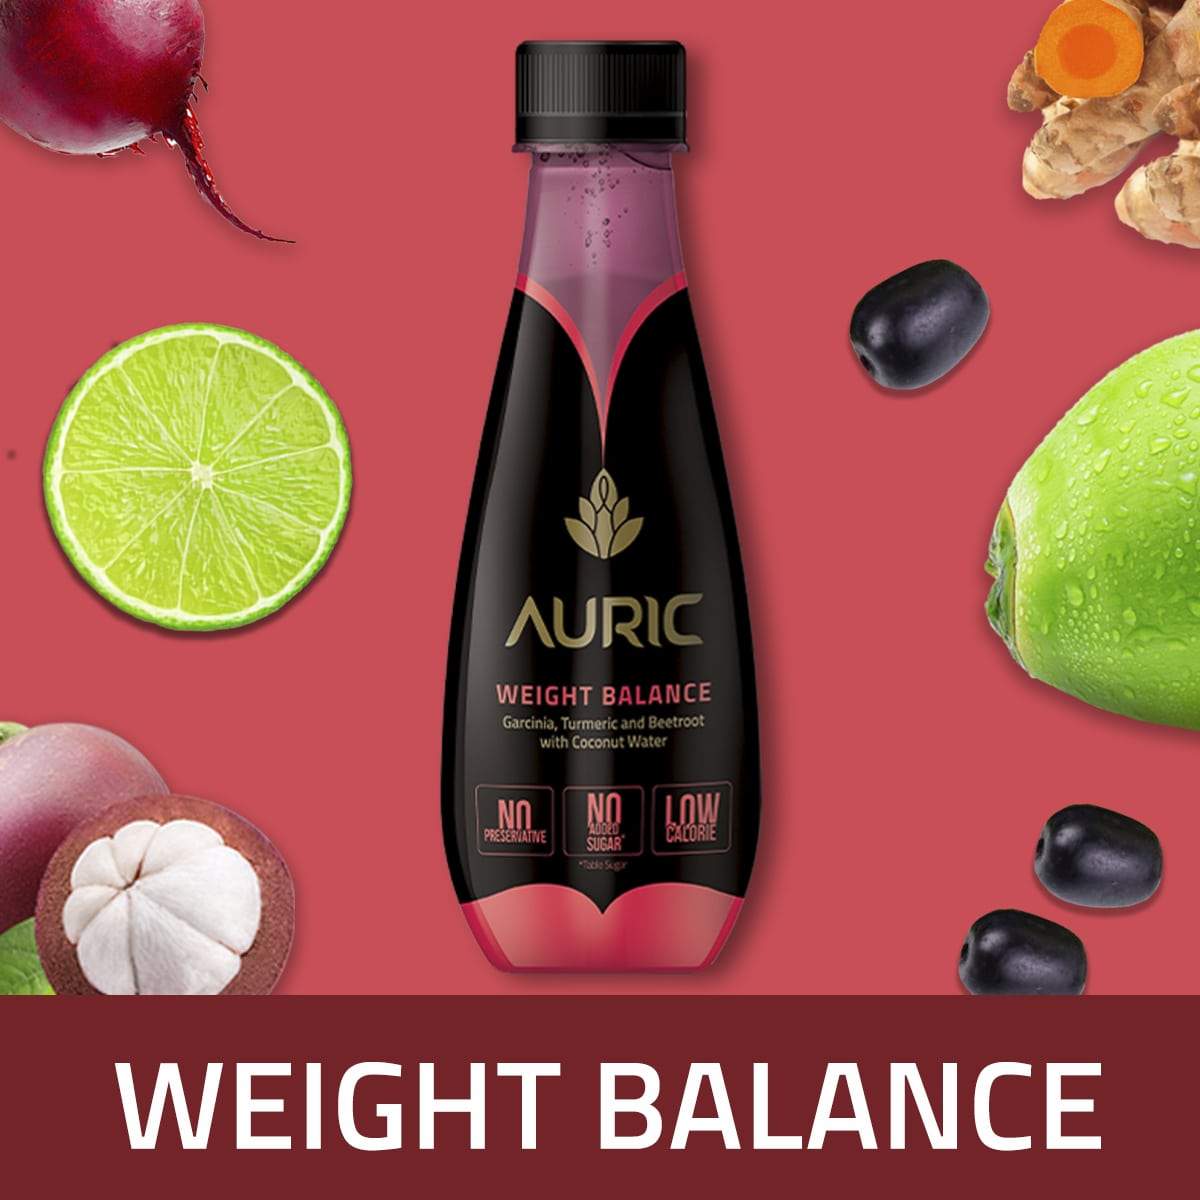 AURIC
WEIGHT BALANCE
Garcinia, Turmeric and Beetroot
with Coconut Water
NO
PRESERVATIVE
NO
ADDED
SUGAR*
LOW
CALORIE
*Table Sugar
WEIGHT BALANCE